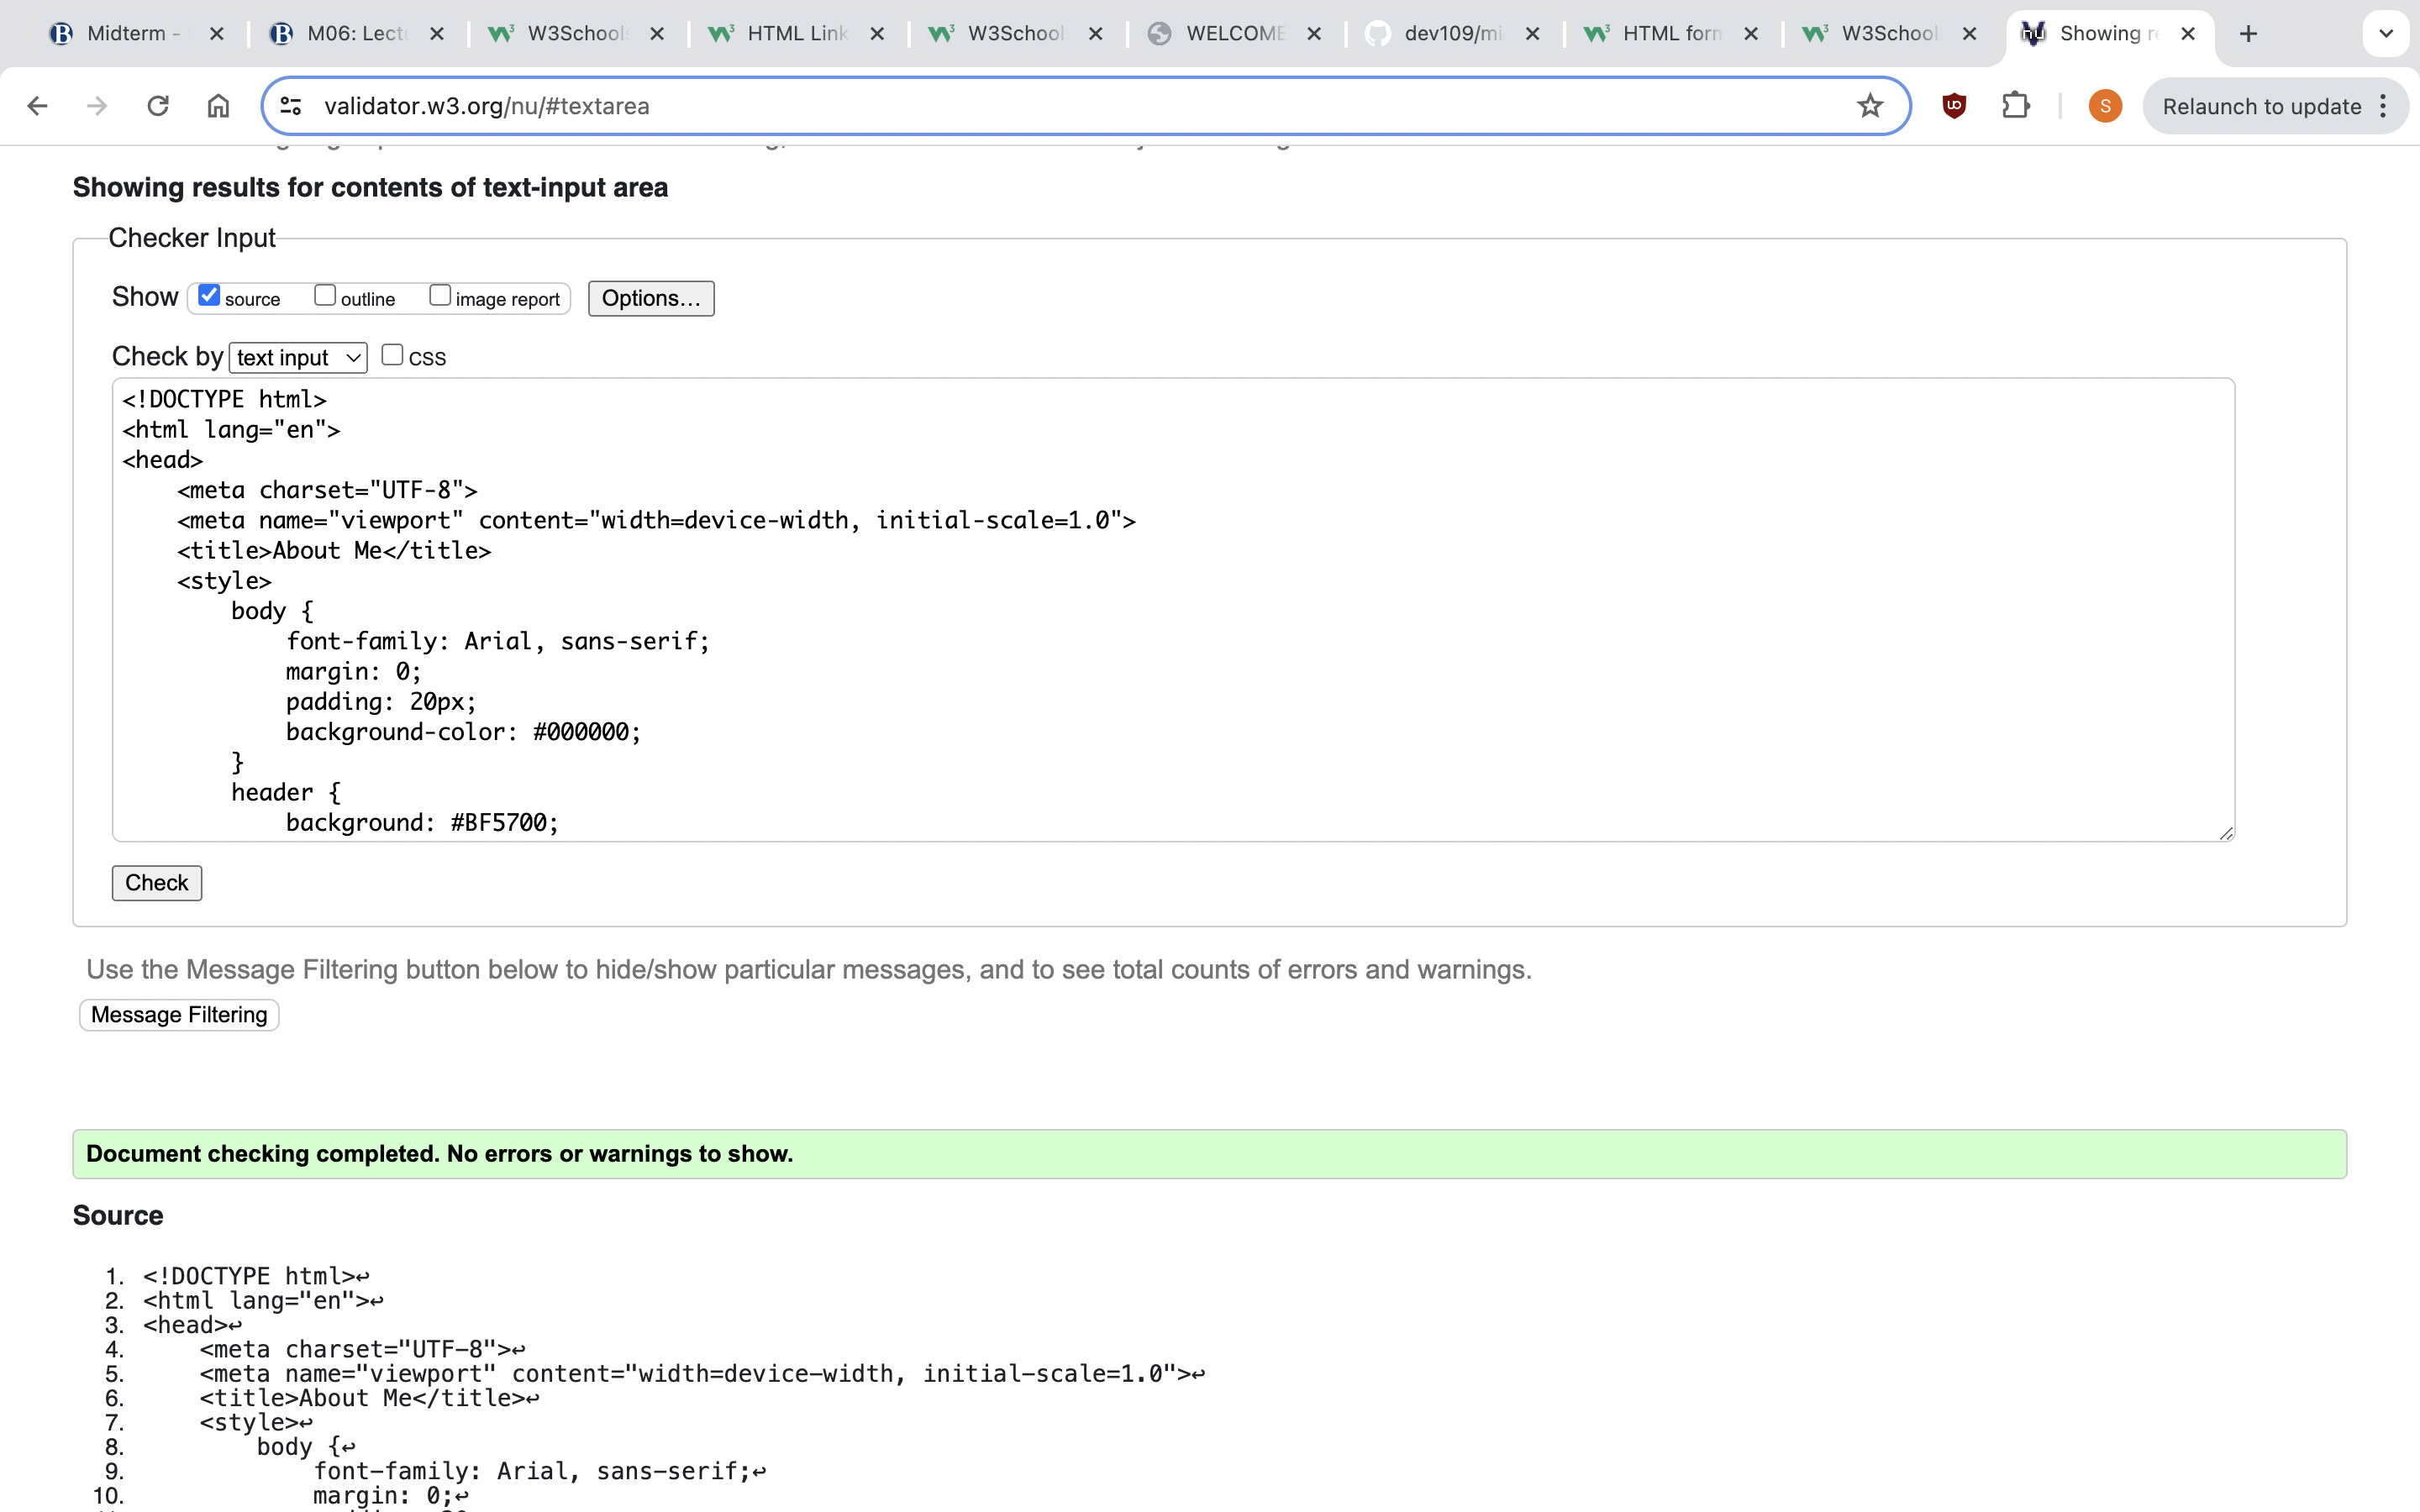 Midterm -
M06: Lect
W3School
HTML Link
W3School
WELCOME
dev109/mi
HTML form
W3School
Showing re
validator.w3.org/nu/#textarea
Relaunch to update
S
Showing results for contents of text-input area
Checker Input
Show source outline image report Options...
Check by text input CSS
<!DOCTYPE html>
<html lang="en">
<head>
    <meta charset="UTF-8">
    <meta name="viewport" content="width=device-width, initial-scale=1.0">
    <title>About Me</title>
    <style>
        body {
            font-family: Arial, sans-serif;
            margin: 0;
            padding: 20px;
            background-color: #000000;
        }
        header {
            background: #BF5700;
Check
Use the Message Filtering button below to hide/show particular messages, and to see total counts of errors and warnings.
Message Filtering
Document checking completed. No errors or warnings to show.
Source
1. <!DOCTYPE html>↩
2. <html lang="en">↩
3. <head>↩
4.     <meta charset="UTF-8">↩
5.     <meta name="viewport" content="width=device-width, initial-scale=1.0">↩
6.     <title>About Me</title>↩
7.     <style>↩
8.         body {↩
9.             font-family: Arial, sans-serif;↩
10.             margin: 0;↩